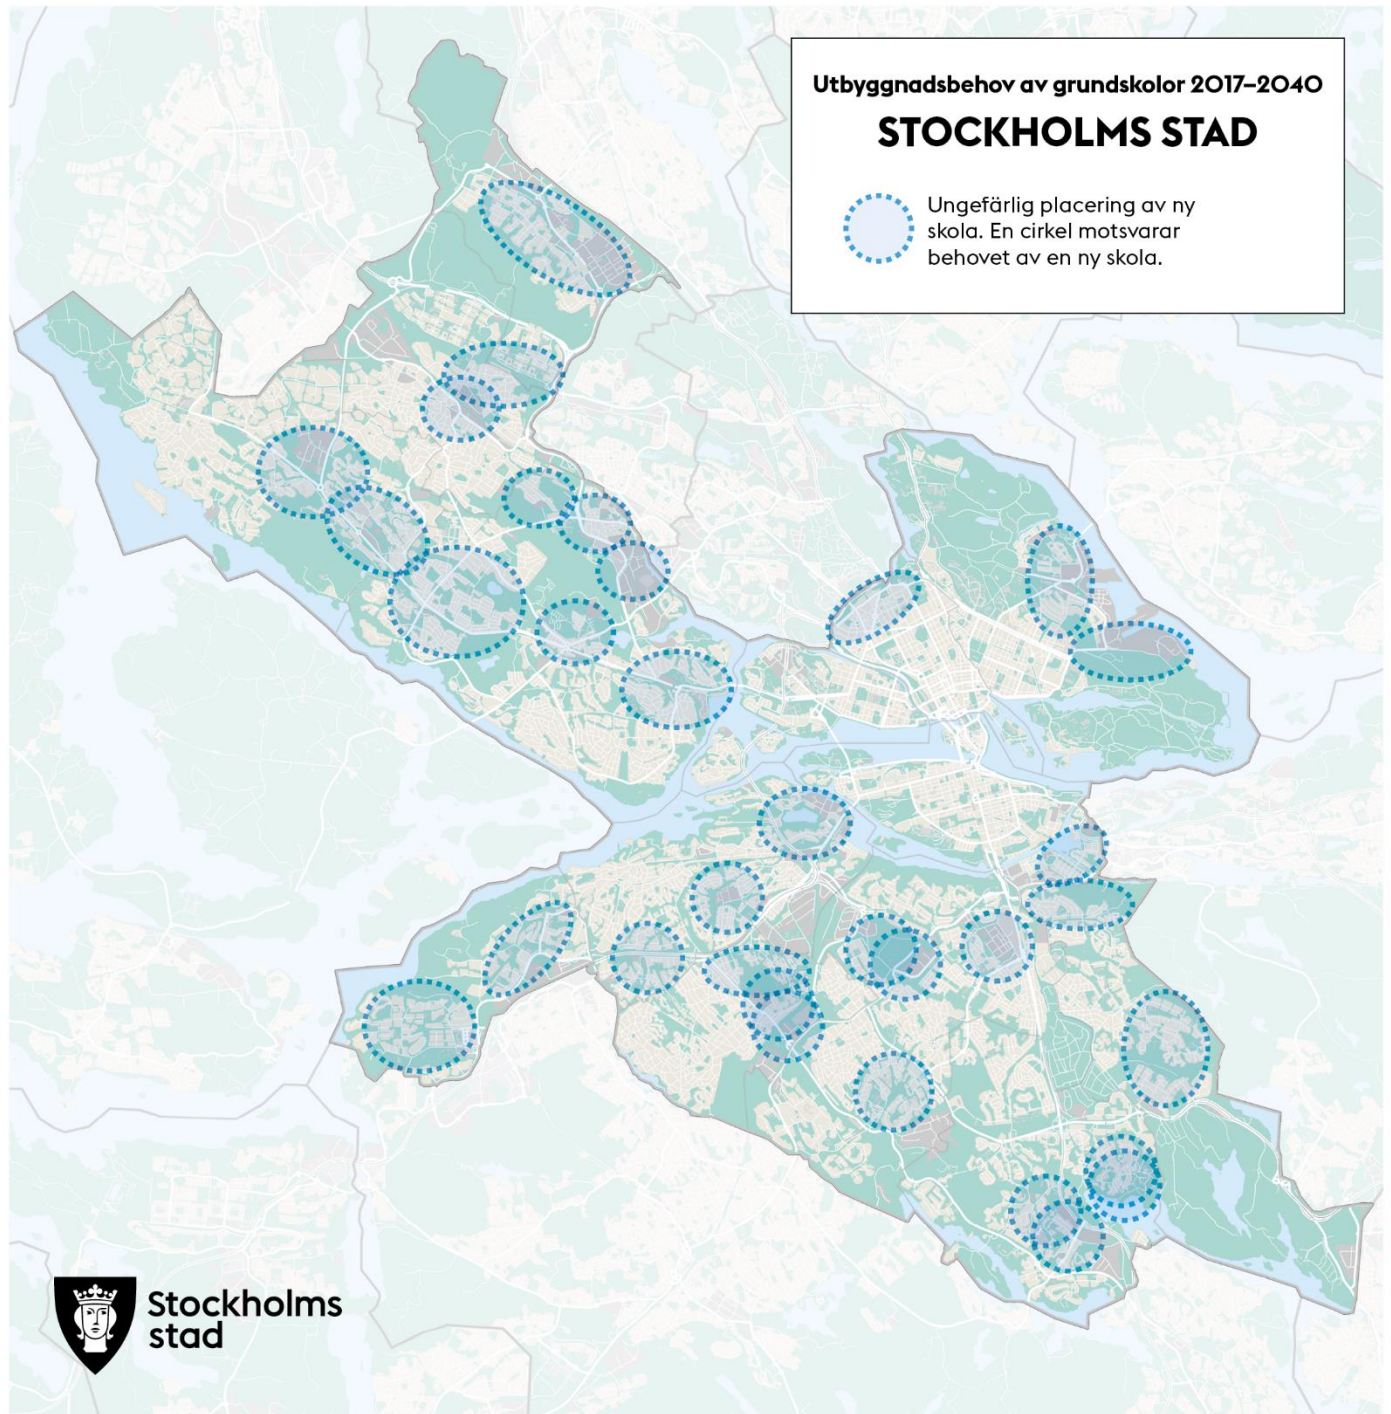 Utbyggnadsbehov av grundskolor 2017–2040
STOCKHOLMS STAD
Ungefärlig placering av ny
skola. En cirkel motsvarar
behovet av en ny skola.
Stockholms
stad